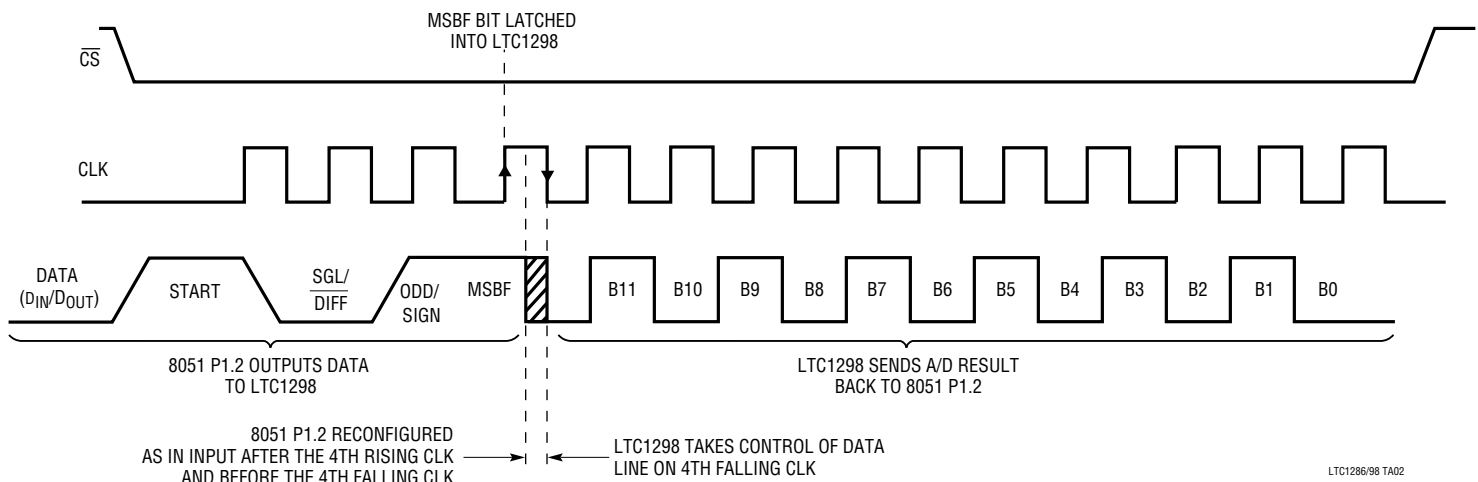 MSBF BIT LATCHED
INTO LTC1298
CS
CLK
DATA
(DIN/DOUT)
START
SGL/
DIFF
ODD/
SIGN
MSBF
B11 B10 B9 B8 B7 B6 B5 B4 B3 B2 B1 B0
8051 P1.2 OUTPUTS DATA
TO LTC1298
LTC1298 SENDS A/D RESULT
BACK TO 8051 P1.2
8051 P1.2 RECONFIGURED
AS IN INPUT AFTER THE 4TH RISING CLK
AND BEFORE THE 4TH FALLING CLK
LTC1298 TAKES CONTROL OF DATA
LINE ON 4TH FALLING CLK
LTC1286/98 TA02